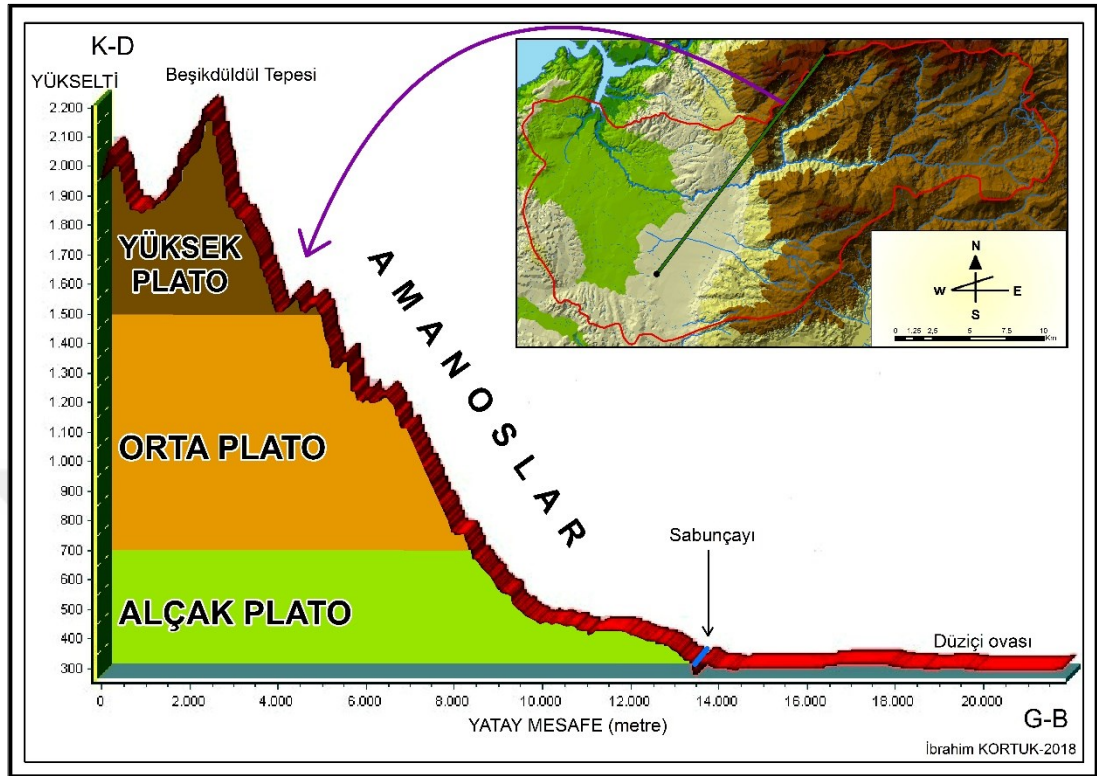 K-D
YÜKSELTİ
Beşikdüldül Tepesi
2.200
2.100
2.000
1.900
1.800
1.700
1.600
1.500
1.400
1.300
1.200
1.100
1.000
900
800
700
600
500
400
300
YÜKSEK
PLATO
ORTA PLATO
ALÇAK PLATO
AMANOSLAR
Sabunçayı
Düziçi ovası
N
W E
S
0 1.25 2,5 5 7.5 10
Km
0 2.000 4.000 6.000 8.000 10.000 12.000 14.000 16.000 18.000 20.000
YATAY MESAFE (metre)
G-B
İbrahim KORTUK-2018